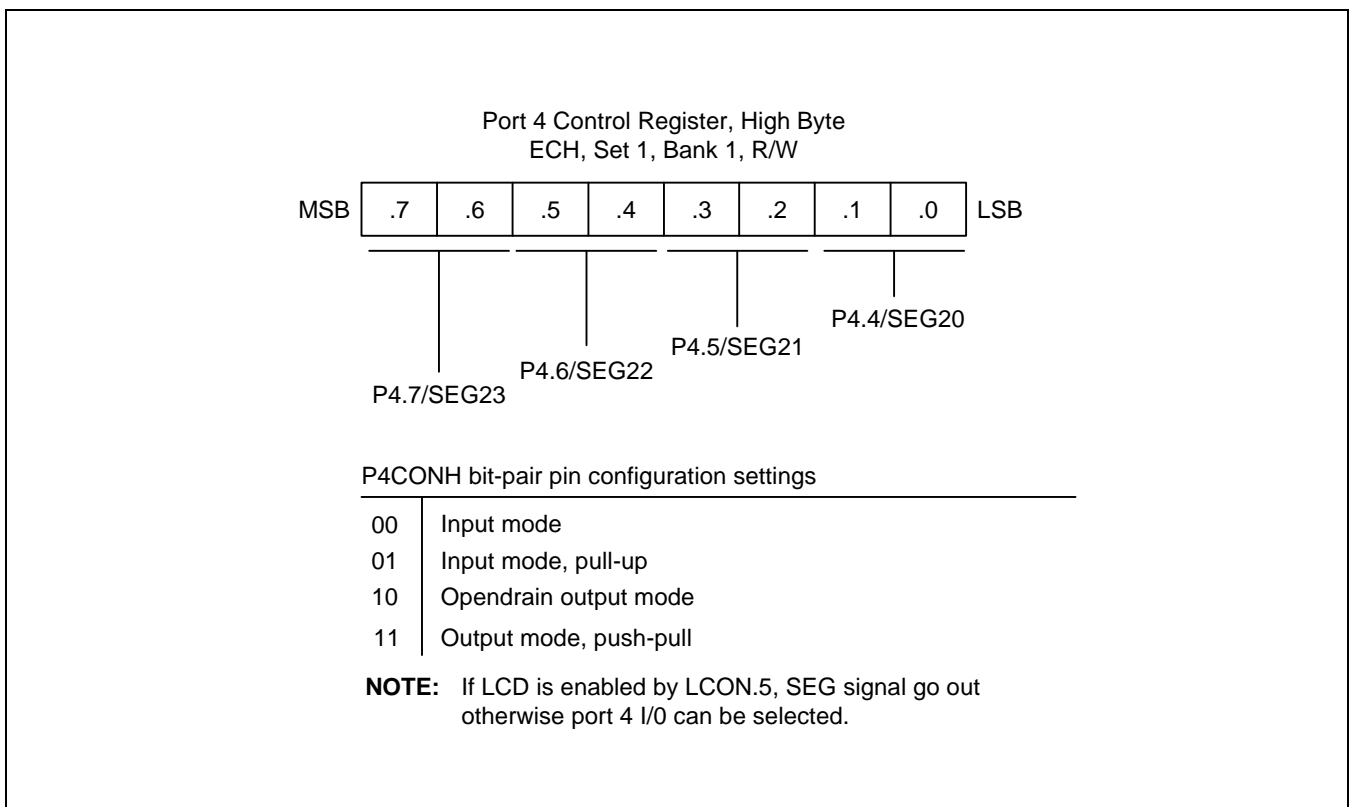 Port 4 Control Register, High Byte
ECH, Set 1, Bank 1, R/W
MSB .7 .6 .5 .4 .3 .2 .1 .0 LSB
P4.4/SEG20
P4.5/SEG21
P4.6/SEG22
P4.7/SEG23
P4CONH bit-pair pin configuration settings
00 Input mode
01 Input mode, pull-up
10 Opendrain output mode
11 Output mode, push-pull
NOTE: If LCD is enabled by LCON.5, SEG signal go out
otherwise port 4 I/0 can be selected.